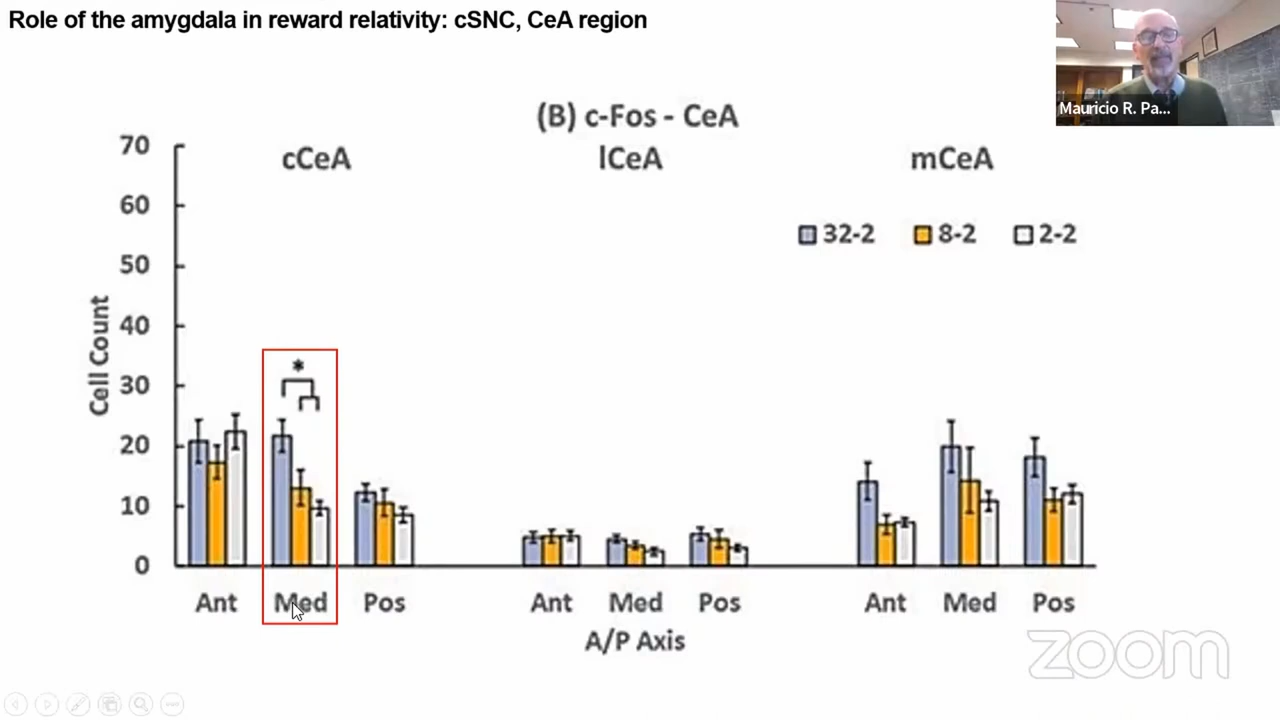 Role of the amygdala in reward relativity: cSNC, CeA region
Mauricio R. Pa...
(B) c-Fos - CeA
cCeA
lCeA
mCeA
32-2
8-2
2-2
Cell Count
70
60
50
40
30
20
10
0
*
Ant
Med
Pos
Ant
Med
Pos
Ant
Med
Pos
A/P Axis
zoom